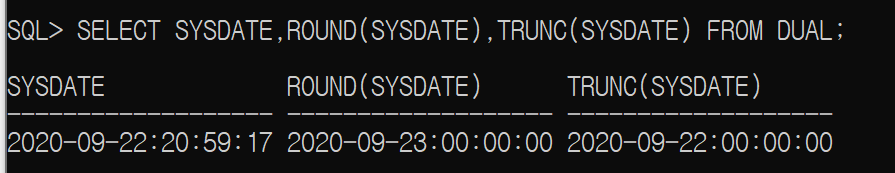 SQL> SELECT SYSDATE,ROUND(SYSDATE),TRUNC(SYSDATE) FROM DUAL;
SYSDATE ROUND(SYSDATE) TRUNC(SYSDATE)
------------------- ------------------- -------------------
2020-09-22:20:59:17 2020-09-23:00:00:00 2020-09-22:00:00:00